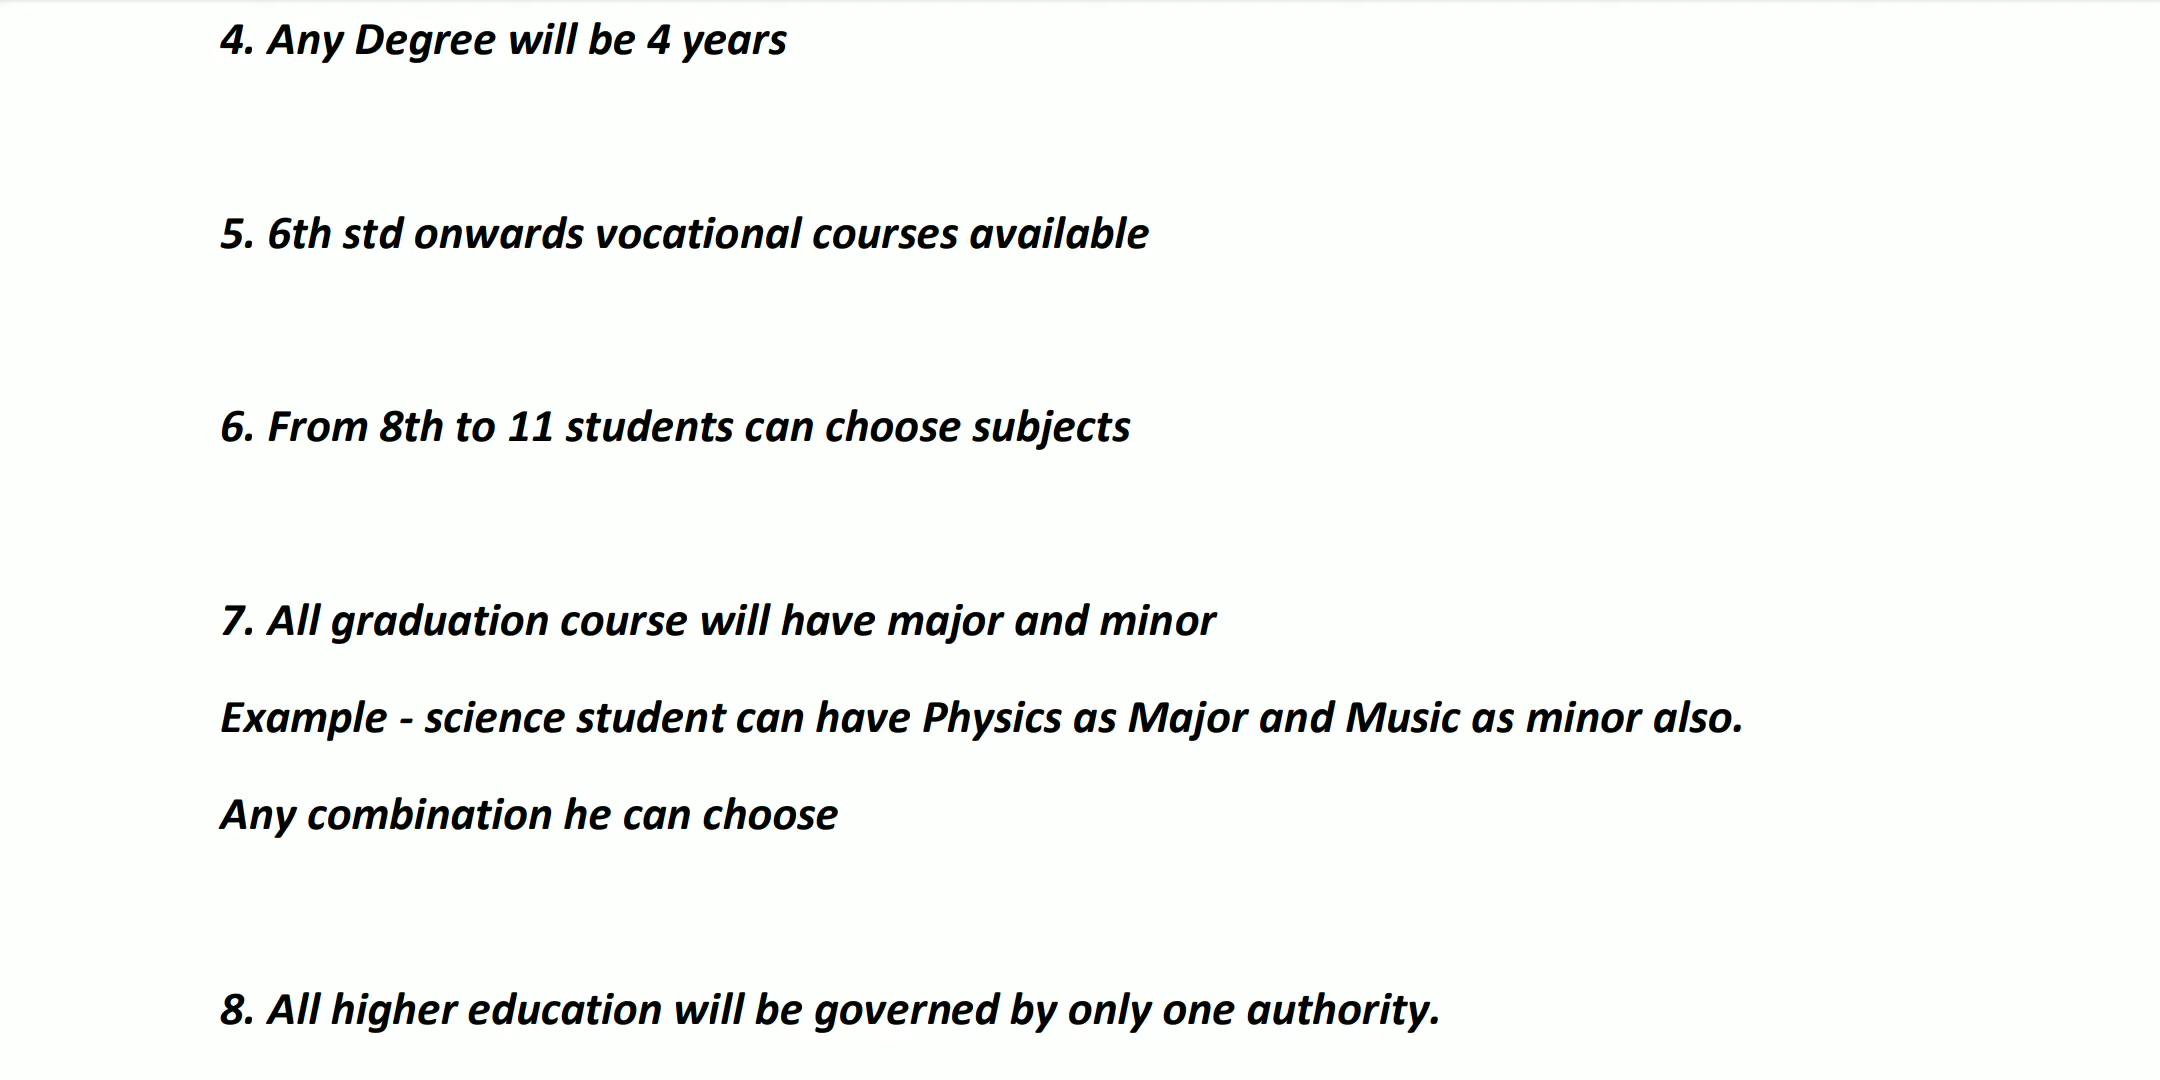 4. Any Degree will be 4 years
5. 6th std onwards vocational courses available
6. From 8th to 11 students can choose subjects
7. All graduation course will have major and minor
Example - science student can have Physics as Major and Music as minor also.
Any combination he can choose
8. All higher education will be governed by only one authority.